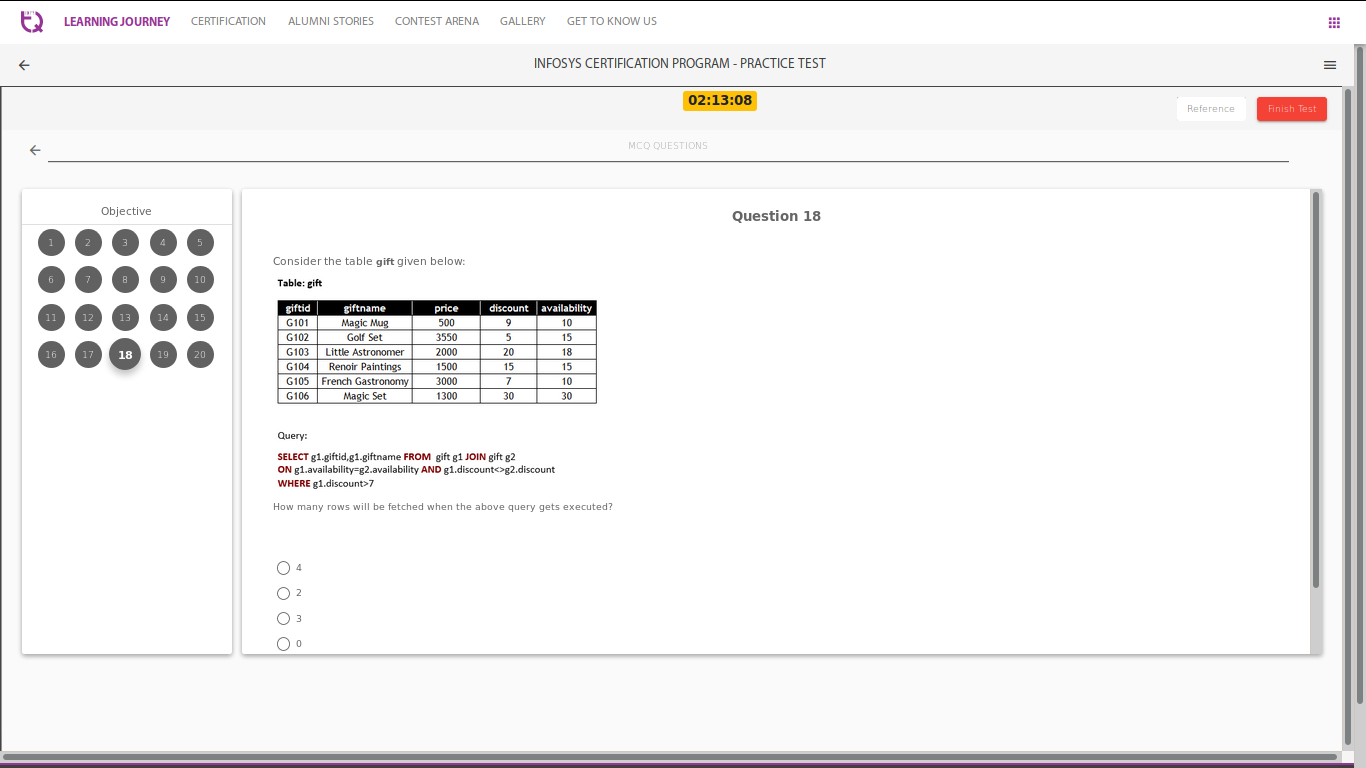 LEARNING JOURNEY CERTIFICATION ALUMNI STORIES CONTEST ARENA GALLERY GET TO KNOW US
INFOSYS CERTIFICATION PROGRAM - PRACTICE TEST
02:13:08
Reference Finish Test
MCQ QUESTIONS
Objective
1 2 3 4 5
6 7 8 9 10
11 12 13 14 15
16 17 18 19 20
Question 18
Consider the table gift given below:
Table: gift
giftid giftname price discount availability
G101 Magic Mug 500 9 10
G102 Golf Set 3550 5 15
G103 Little Astronomer 2000 20 18
G104 Renoir Paintings 1500 15 15
G105 French Gastronomy 3000 7 10
G106 Magic Set 1300 30 30
Query:
SELECT g1.giftid,g1.giftname FROM gift g1 JOIN gift g2
ON g1.availability=g2.availability AND g1.discount<>g2.discount
WHERE g1.discount>7
How many rows will be fetched when the above query gets executed?
4
2
3
0